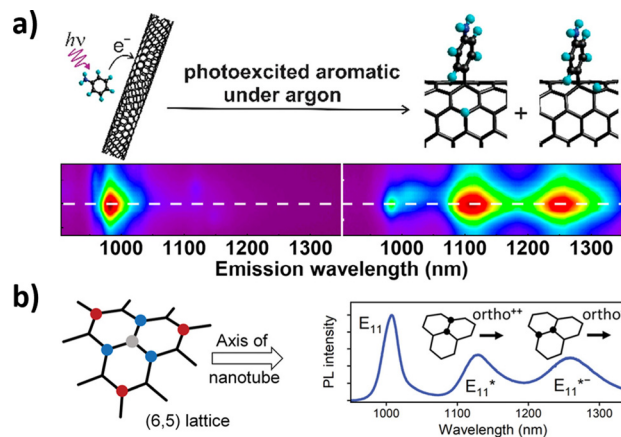 a)
hν
e⁻
photoexcited aromatic
under argon
+
1000 1100 1200 1300 1000 1100 1200 1300
Emission wavelength (nm)
b)
Axis of
nanotube
(6,5) lattice
PL intensity
E₁₁
ortho⁺⁺
ortho
E₁₁*
E₁₁*⁻
1000 1100 1200 1300
Wavelength (nm)